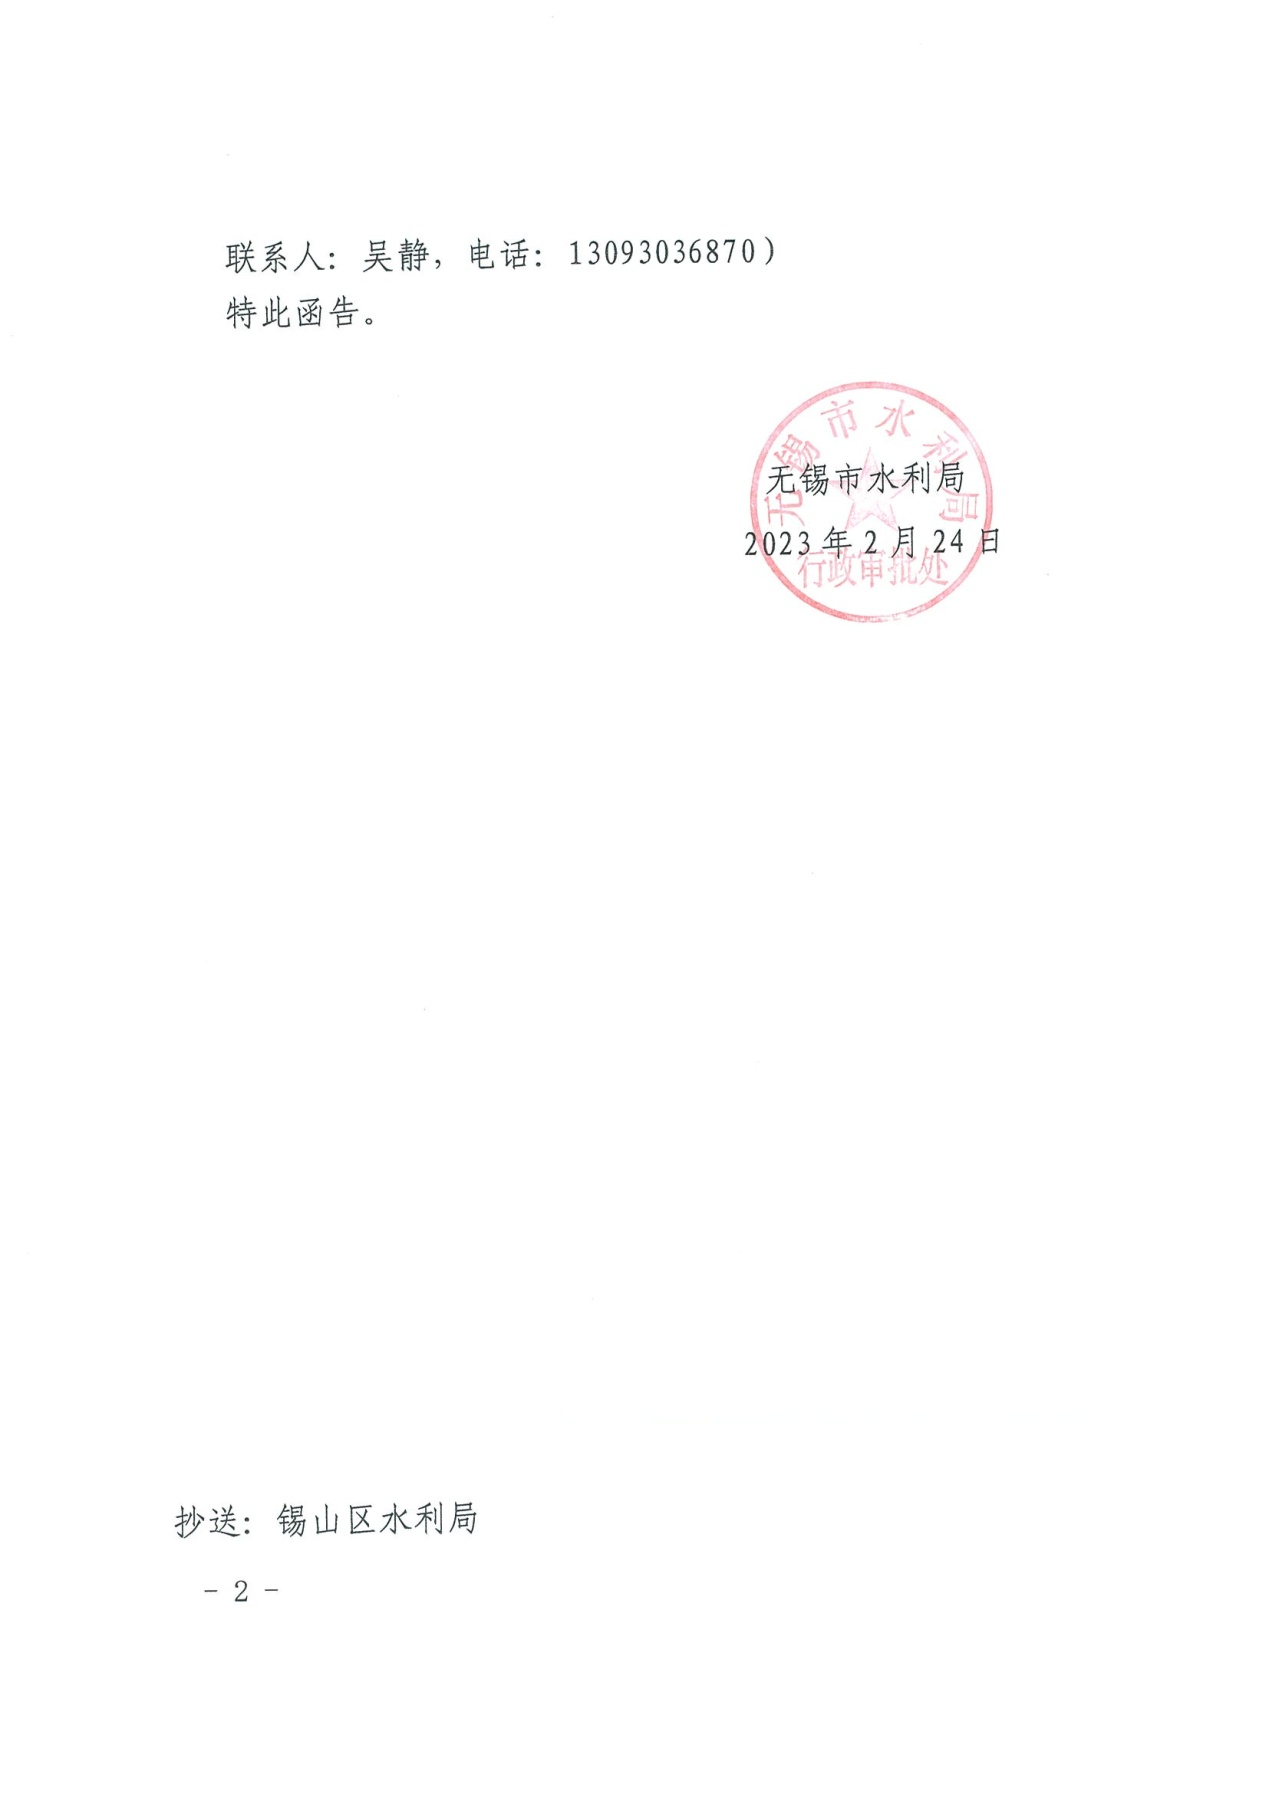 联系人：吴静，电话：13093036870）
特此函告。
无锡市水利局
无锡市水利局
2023年2月24日
行政审批处
抄送：锡山区水利局
- 2 -